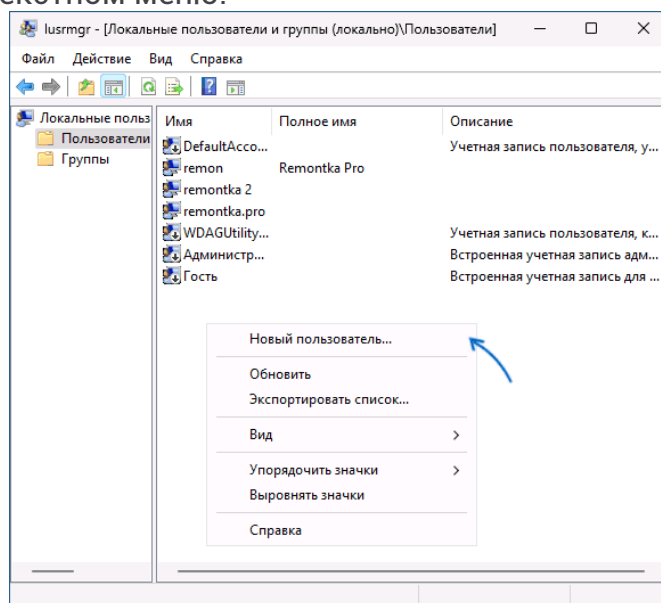 скотном меню:
lusrmgr - [Локальные пользователи и группы (локально)\Пользователи]
Файл Действие Вид Справка
Локальные польз
Пользователи
Группы
Имя Полное имя Описание
DefaultAcco... Учетная запись пользователя, у...
remon Remontka Pro
remontka 2
remontka.pro
WDAGUtility... Учетная запись пользователя, к...
Администр... Встроенная учетная запись адм...
Гость Встроенная учетная запись для ...
Новый пользователь...
Обновить
Экспортировать список...
Вид
Упорядочить значки
Выровнять значки
Справка